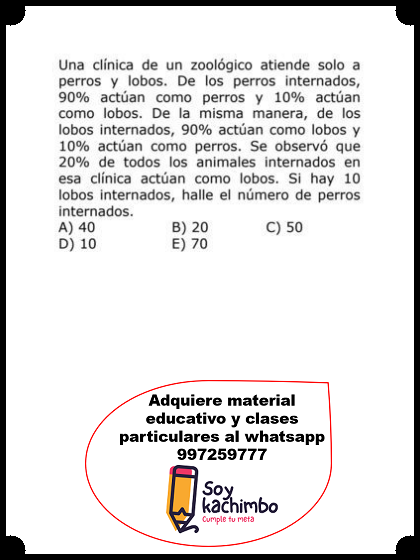 Una clínica de un zoológico atiende solo a
perros y lobos. De los perros internados,
90% actúan como perros y 10% actúan
como lobos. De la misma manera, de los
lobos internados, 90% actúan como lobos y
10% actúan como perros. Se observó que
20% de todos los animales internados en
esa clínica actúan como lobos. Si hay 10
lobos internados, halle el número de perros
internados.
A) 40 B) 20 C) 50
D) 10 E) 70
Adquiere material
educativo y clases
particulares al whatsapp
997259777
Soy
kachimbo
Cumple tu meta